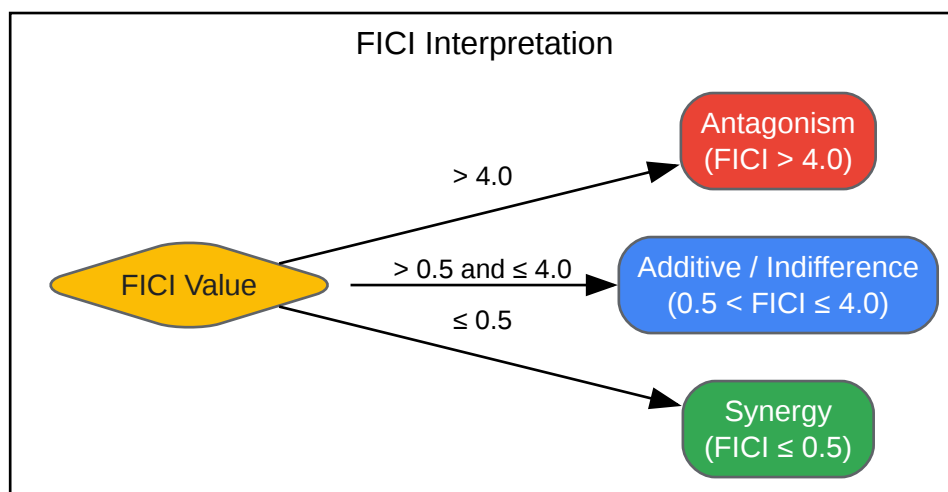 FICI Interpretation
Antagonism
(FICI > 4.0)
> 4.0
FICI Value
> 0.5 and ≤ 4.0
Additive / Indifference
(0.5 < FICI ≤ 4.0)
≤ 0.5
Synergy
(FICI ≤ 0.5)